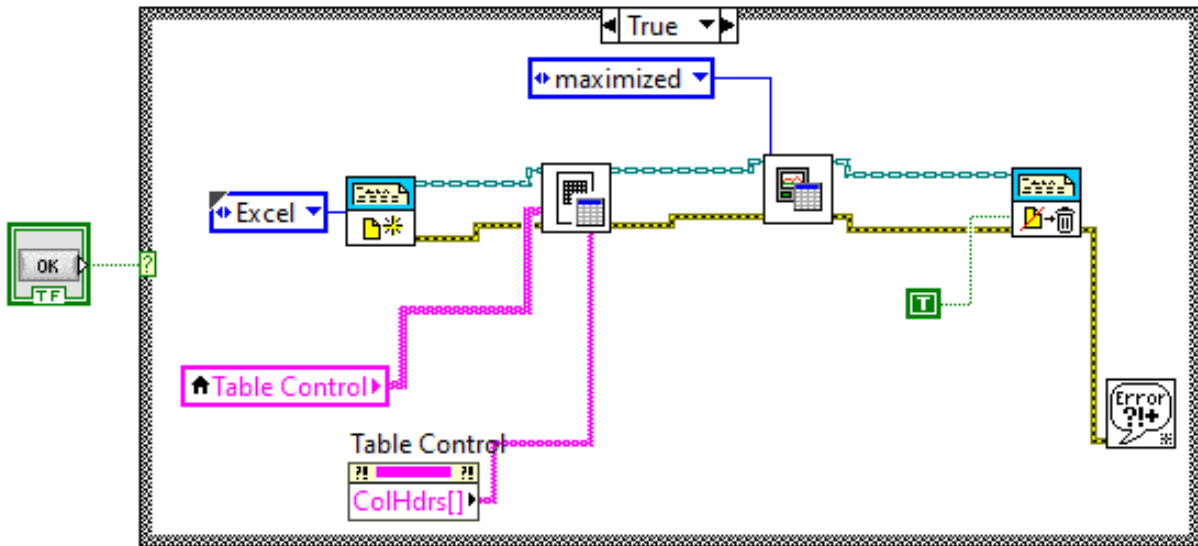 True
maximized
Excel
OK
?
TF
Table Control
T
Error
?!+
Table Control
?! ?!
ColHdrs[]